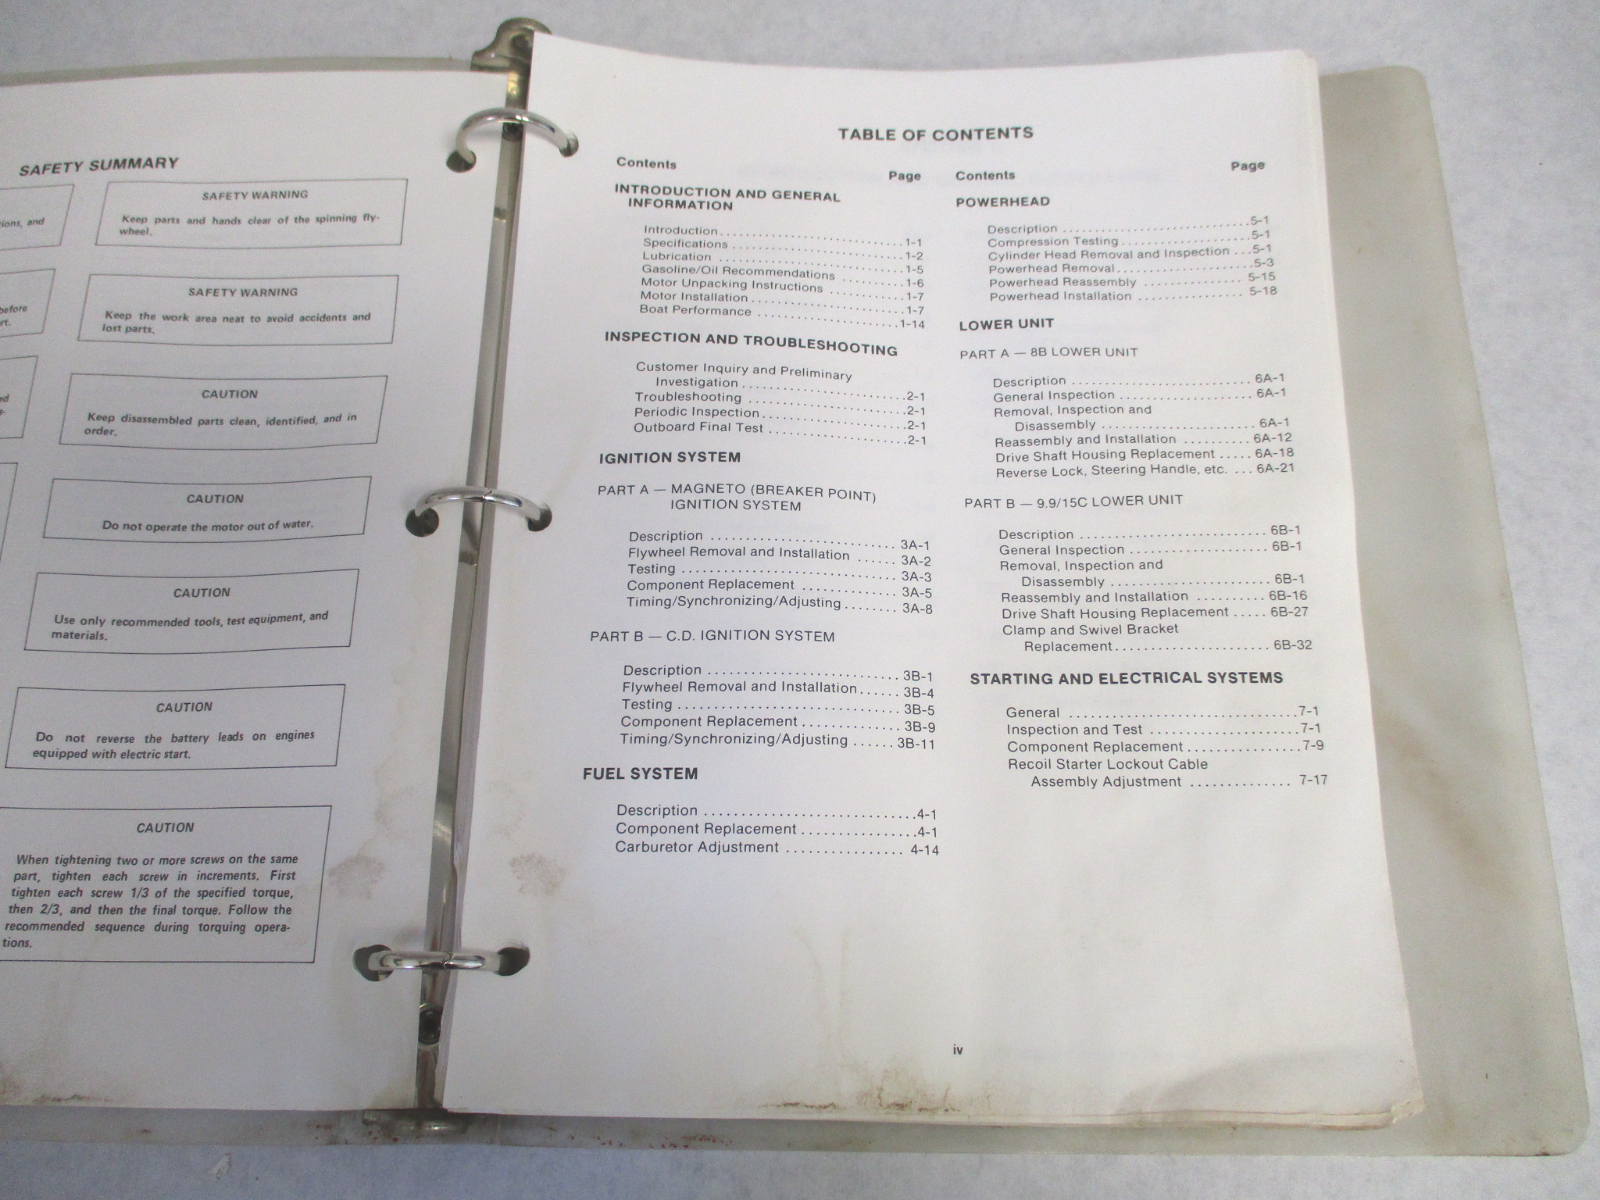 SAFETY SUMMARY
ions, and
before
SAFETY WARNING
Keep parts and hands clear of the spinning fly-
wheel.
SAFETY WARNING
Keep the work area neat to avoid accidents and
lost parts.
CAUTION
Keep disassembled parts clean, identified, and in
order.
CAUTION
Do not operate the motor out of water.
CAUTION
Use only recommended tools, test equipment, and
materials.
CAUTION
Do not reverse the battery leads on engines
equipped with electric start.
CAUTION
When tightening two or more screws on the same
part, tighten each screw in increments. First
tighten each screw 1/3 of the specified torque,
then 2/3, and then the final torque. Follow the
recommended sequence during torquing opera-
tions.
TABLE OF CONTENTS
Contents Page
INTRODUCTION AND GENERAL
INFORMATION
Introduction 1-1
Specifications 1-2
Lubrication 1-5
Gasoline/Oil Recommendations 1-6
Motor Unpacking Instructions 1-7
Motor Installation 1-7
Boat Performance 1-14
INSPECTION AND TROUBLESHOOTING
Customer Inquiry and Preliminary
Investigation 2-1
Troubleshooting 2-1
Periodic Inspection 2-1
Outboard Final Test 2-1
IGNITION SYSTEM
PART A — MAGNETO (BREAKER POINT)
IGNITION SYSTEM
Description 3A-1
Flywheel Removal and Installation 3A-2
Testing 3A-3
Component Replacement 3A-5
Timing/Synchronizing/Adjusting 3A-8
PART B — C.D. IGNITION SYSTEM
Description 3B-1
Flywheel Removal and Installation 3B-4
Testing 3B-5
Component Replacement 3B-9
Timing/Synchronizing/Adjusting 3B-11
FUEL SYSTEM
Description 4-1
Component Replacement 4-1
Carburetor Adjustment 4-14
Contents Page
POWERHEAD
Description 5-1
Compression Testing 5-1
Cylinder Head Removal and Inspection 5-1
Powerhead Removal 5-3
Powerhead Reassembly 5-15
Powerhead Installation 5-18
LOWER UNIT
PART A — 8B LOWER UNIT
Description 6A-1
General Inspection 6A-1
Removal, Inspection and
Disassembly 6A-1
Reassembly and Installation 6A-12
Drive Shaft Housing Replacement 6A-18
Reverse Lock, Steering Handle, etc. 6A-21
PART B — 9.9/15C LOWER UNIT
Description 6B-1
General Inspection 6B-1
Removal, Inspection and
Disassembly 6B-1
Reassembly and Installation 6B-16
Drive Shaft Housing Replacement 6B-27
Clamp and Swivel Bracket
Replacement 6B-32
STARTING AND ELECTRICAL SYSTEMS
General 7-1
Inspection and Test 7-1
Component Replacement 7-9
Recoil Starter Lockout Cable
Assembly Adjustment 7-17
iv